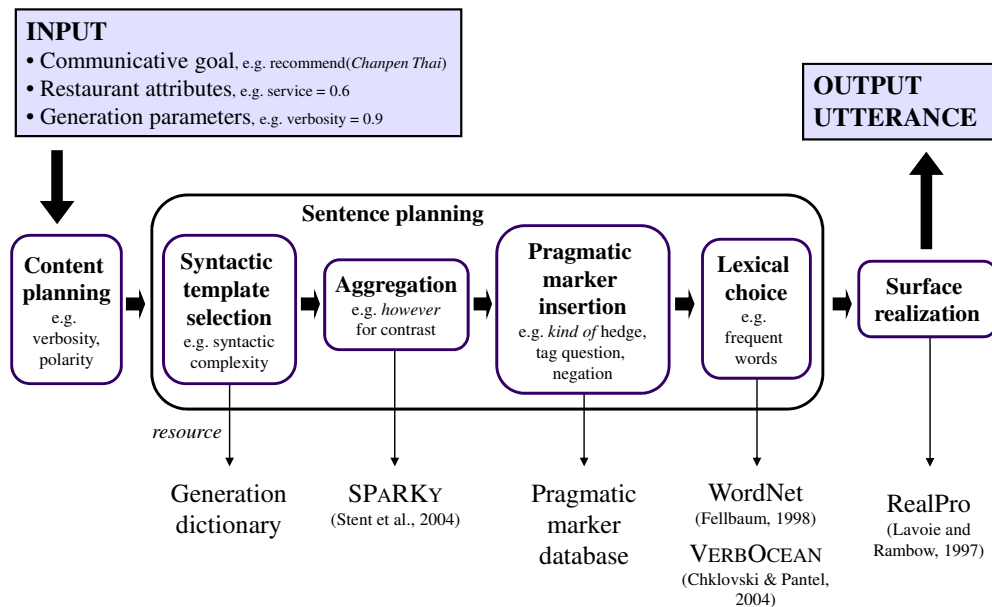 INPUT
• Communicative goal, e.g. recommend(Chanpen Thai)
• Restaurant attributes, e.g. service = 0.6
• Generation parameters, e.g. verbosity = 0.9
OUTPUT
UTTERANCE
Sentence planning
Content
planning
e.g.
verbosity,
polarity
Syntactic
template
selection
e.g. syntactic
complexity
Aggregation
e.g. however
for contrast
Pragmatic
marker
insertion
e.g. kind of hedge,
tag question,
negation
Lexical
choice
e.g.
frequent
words
Surface
realization
resource
Generation
dictionary
SPARKY
(Stent et al., 2004)
Pragmatic
marker
database
WordNet
(Fellbaum, 1998)
VERBOCEAN
(Chklovski & Pantel,
2004)
RealPro
(Lavoie and
Rambow, 1997)